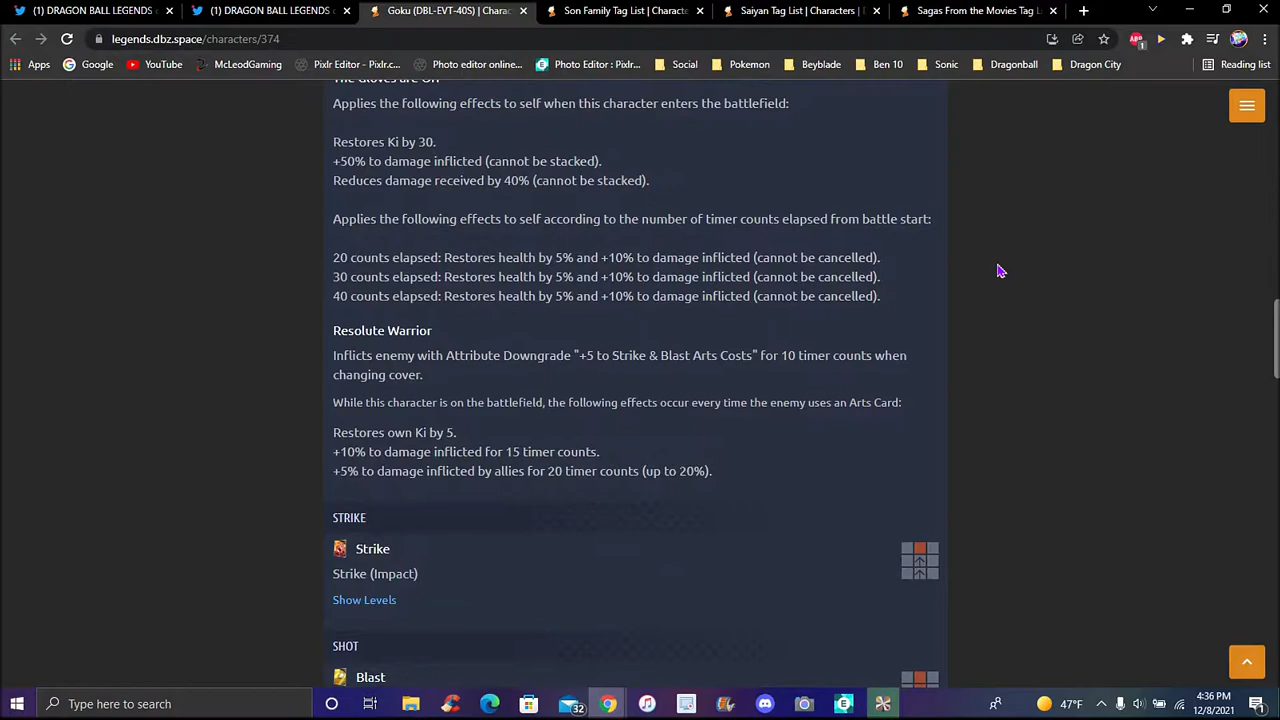 (1) DRAGON BALL LEGENDS
(1) DRAGON BALL LEGENDS
Goku (DBL-EVT-40S) | Charac
Son Family Tag List | Characte
Saiyan Tag List | Characters | D
Sagas From the Movies Tag L
legends.dbz.space/characters/374
Apps
Google
YouTube
McLeodGaming
Pixlr Editor - Pixlr.c...
Photo editor online...
Photo Editor : Pixlr...
Social
Pokemon
Beyblade
Ben 10
Sonic
Dragonball
Dragon City
Reading list
The Gloves are Off
Applies the following effects to self when this character enters the battlefield:
Restores Ki by 30.
+50% to damage inflicted (cannot be stacked).
Reduces damage received by 40% (cannot be stacked).
Applies the following effects to self according to the number of timer counts elapsed from battle start:
20 counts elapsed: Restores health by 5% and +10% to damage inflicted (cannot be cancelled).
30 counts elapsed: Restores health by 5% and +10% to damage inflicted (cannot be cancelled).
40 counts elapsed: Restores health by 5% and +10% to damage inflicted (cannot be cancelled).
Resolute Warrior
Inflicts enemy with Attribute Downgrade "+5 to Strike & Blast Arts Costs" for 10 timer counts when
changing cover.
While this character is on the battlefield, the following effects occur every time the enemy uses an Arts Card:
Restores own Ki by 5.
+10% to damage inflicted for 15 timer counts.
+5% to damage inflicted by allies for 20 timer counts (up to 20%).
STRIKE
Strike
Strike (Impact)
Show Levels
SHOT
Blast
Type here to search
32
47°F
4:36 PM
12/8/2021